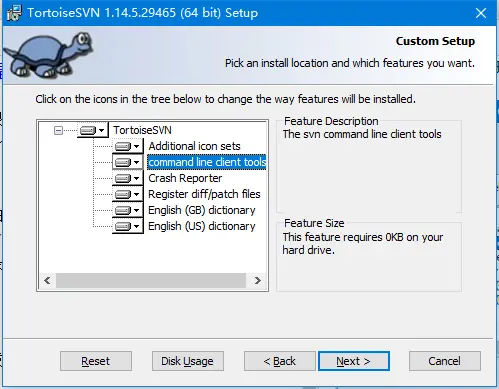 TortoiseSVN 1.14.5.29465 (64 bit) Setup
Custom Setup
Pick an install location and which features you want.
Click on the icons in the tree below to change the way features will be installed.
TortoiseSVN
Additional icon sets
command line client tools
Crash Reporter
Register diff/patch files
English (GB) dictionary
English (US) dictionary
Feature Description
The svn command line client tools
Feature Size
This feature requires 0KB on your
hard drive.
Reset
Disk Usage
< Back
Next >
Cancel